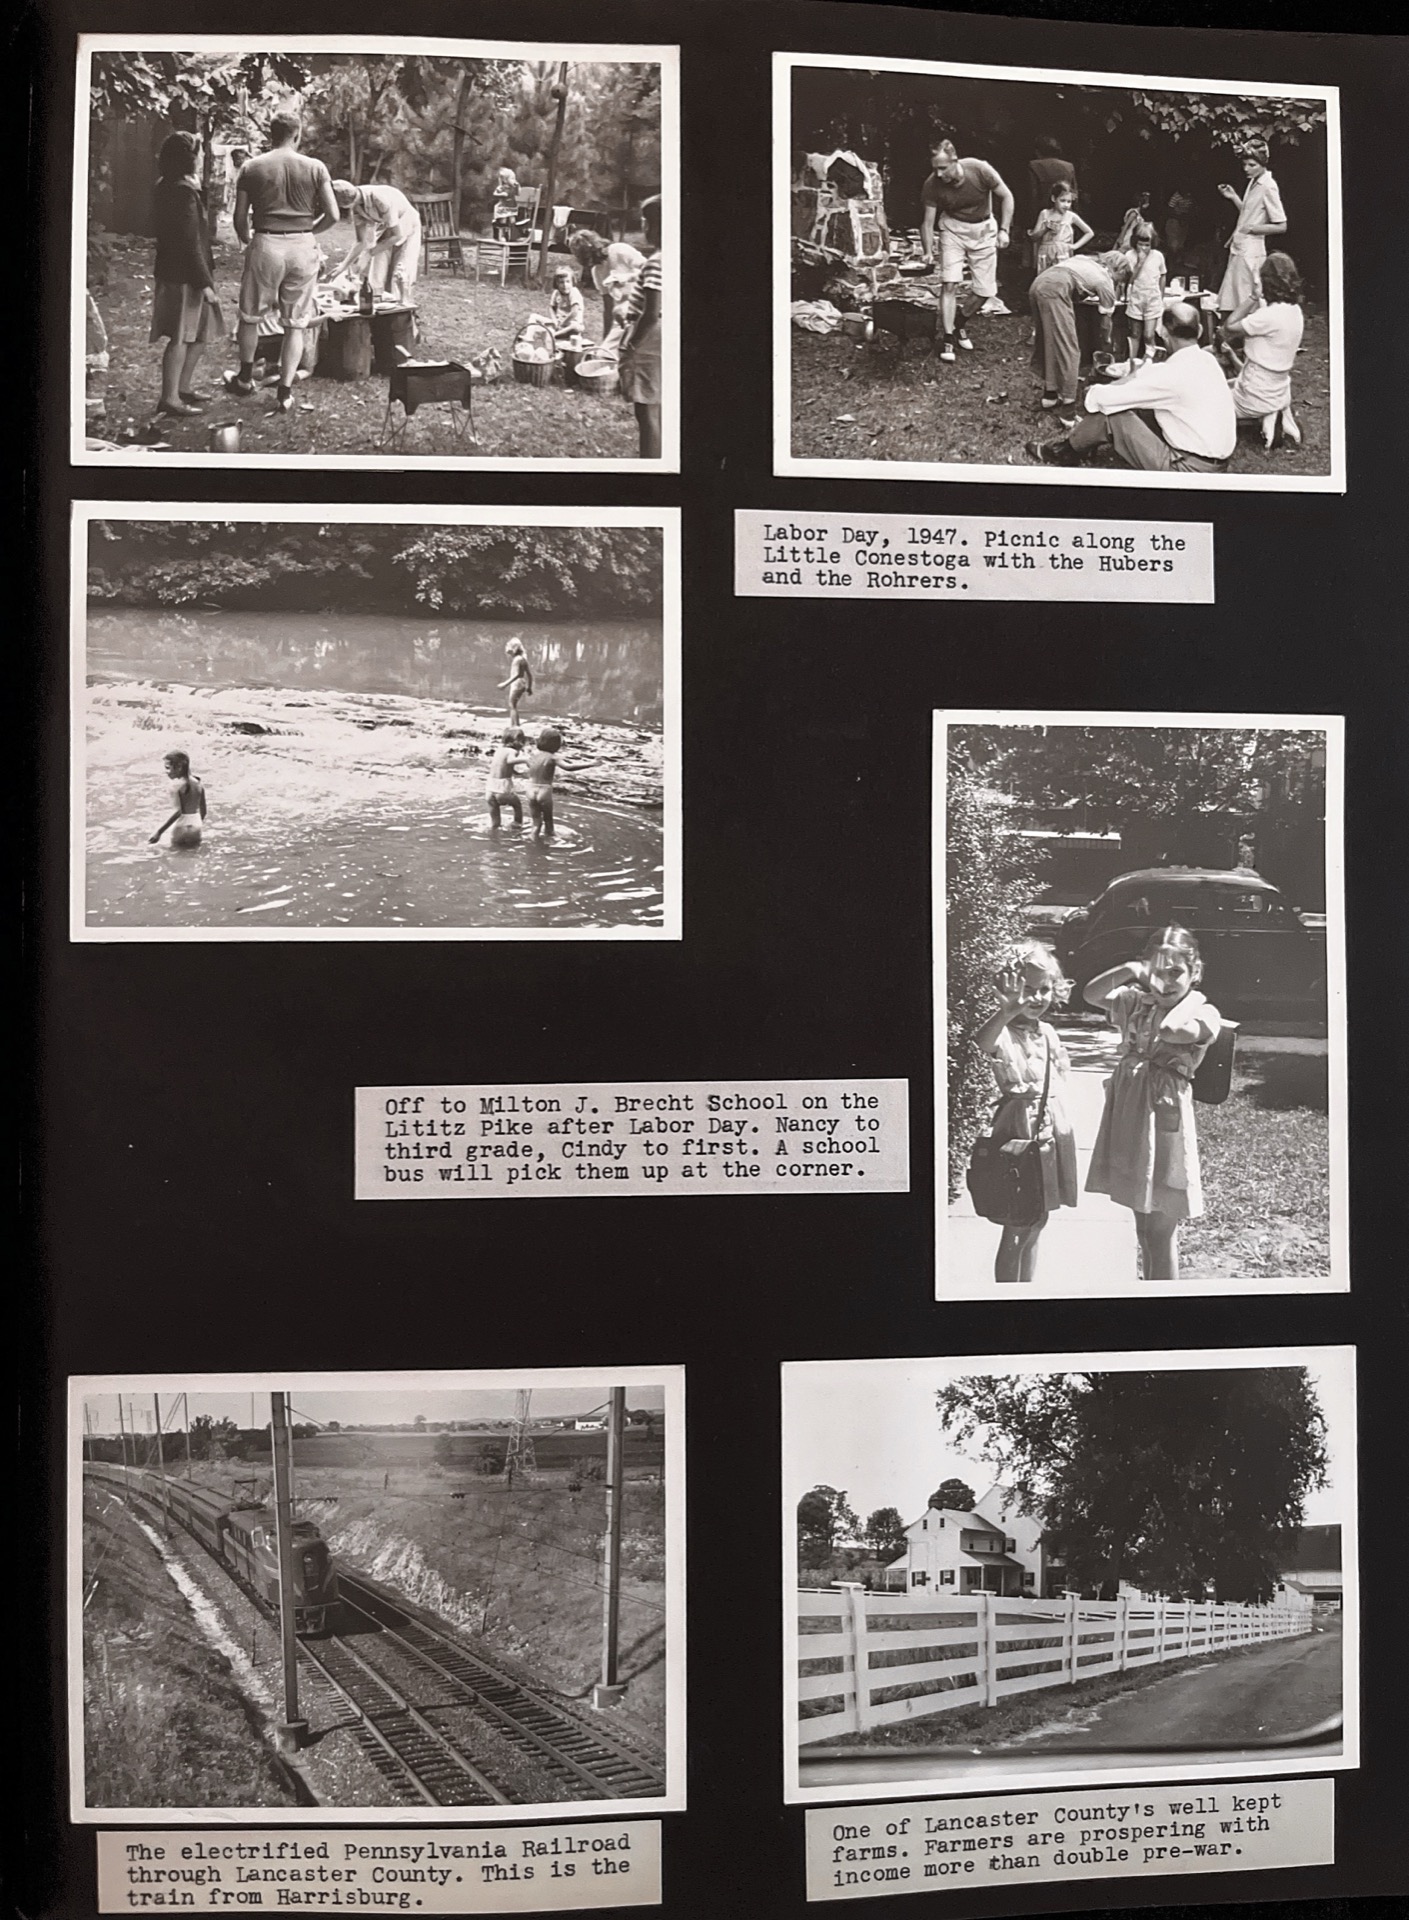 Labor Day, 1947. Picnic along the
Little Conestoga with the Hubers
and the Rohrers.
Off to Milton J. Brecht School on the
Lititz Pike after Labor Day. Nancy to
third grade, Cindy to first. A school
bus will pick them up at the corner.
The electrified Pennsylvania Railroad
through Lancaster County. This is the
train from Harrisburg.
One of Lancaster County's well kept
farms. Farmers are prospering with
income more than double pre-war.